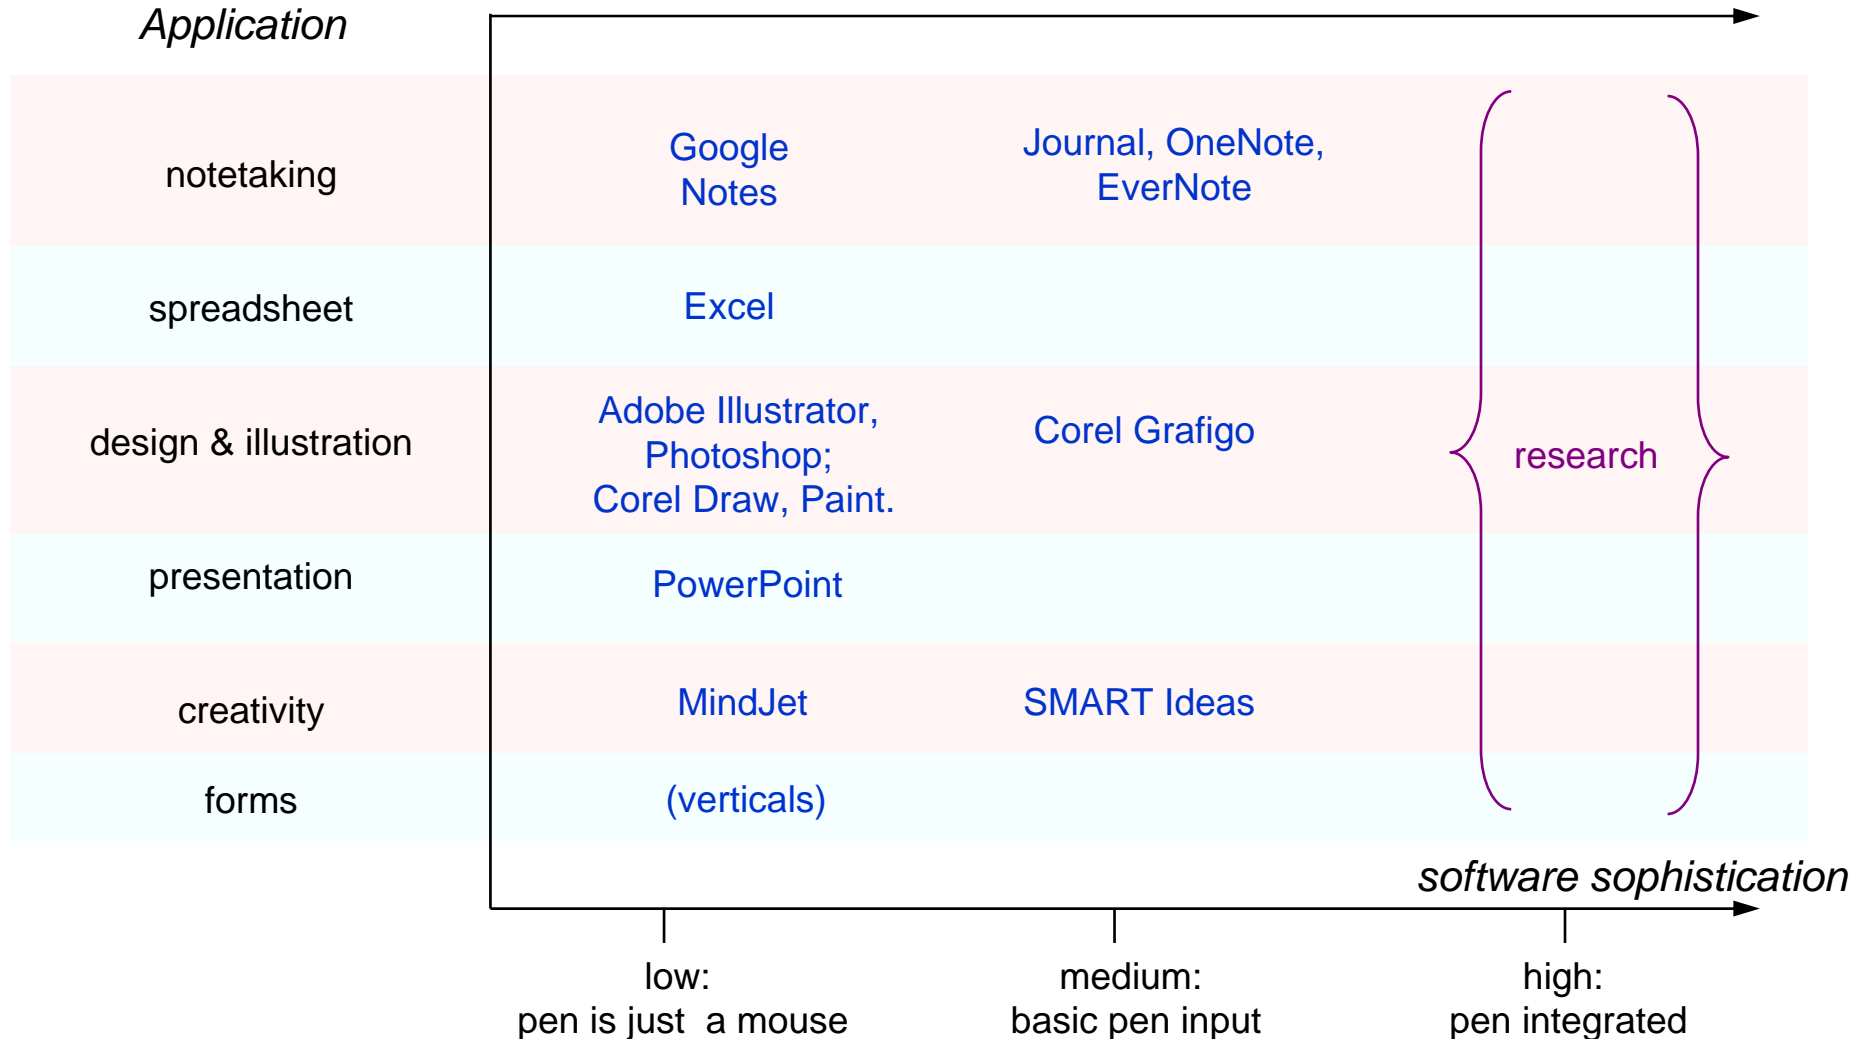 Application
notetaking
Google
Notes
Journal, OneNote,
EverNote
spreadsheet
Excel
design & illustration
Adobe Illustrator,
Photoshop;
Corel Draw, Paint.
Corel Grafigo
research
presentation
PowerPoint
creativity
MindJet
SMART Ideas
forms
(verticals)
software sophistication
low:
pen is just a mouse
medium:
basic pen input
high:
pen integrated